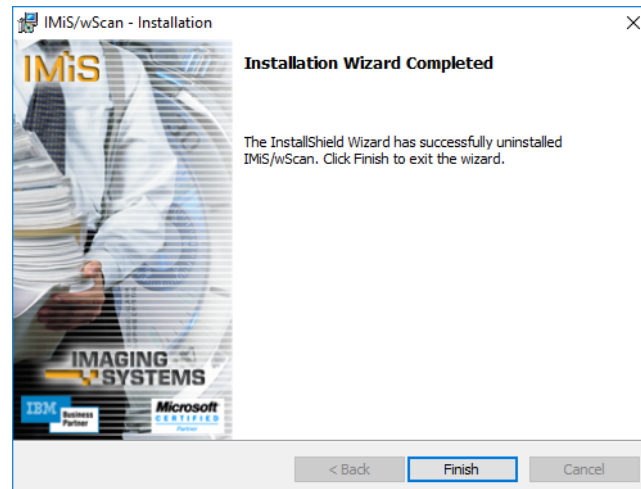 IMiS/wScan - Installation
IMiS
Installation Wizard Completed
The InstallShield Wizard has successfully uninstalled
IMiS/wScan. Click Finish to exit the wizard.
IMAGING
SYSTEMS
IBM
Business
Partner
Microsoft
CERTIFIED
Partner
< Back
Finish
Cancel